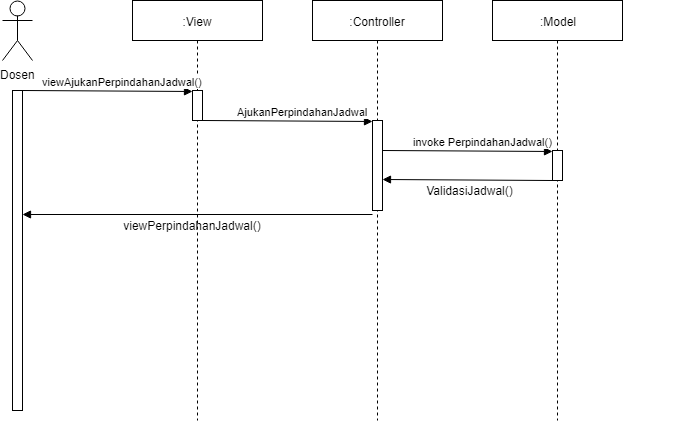 :View
:Controller
:Model
Dosen
viewAjukanPerpindahanJadwal()
AjukanPerpindahanJadwal
invoke PerpindahanJadwal()
ValidasiJadwal()
viewPerpindahanJadwal()